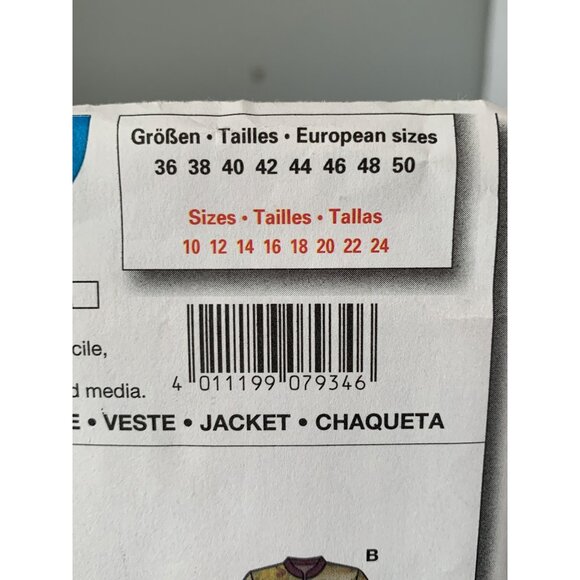 Größen • Tailles • European sizes
36 38 40 42 44 46 48 50
Sizes • Tailles • Tallas
10 12 14 16 18 20 22 24
4 011199 079346
media.
• VESTE • JACKET • CHAQUETA
B